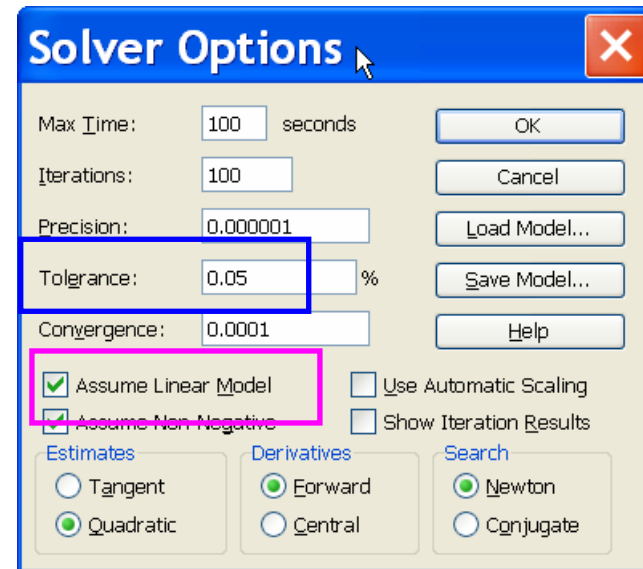 Solver Options
Max Time: 100 seconds OK
Iterations: 100 Cancel
Precision: 0.000001 Load Model...
Tolerance: 0.05 % Save Model...
Convergence: 0.0001 Help
Assume Linear Model Use Automatic Scaling
Assume Non-Negative Show Iteration Results
Estimates Derivatives Search
Tangent Forward Newton
Quadratic Central Conjugate